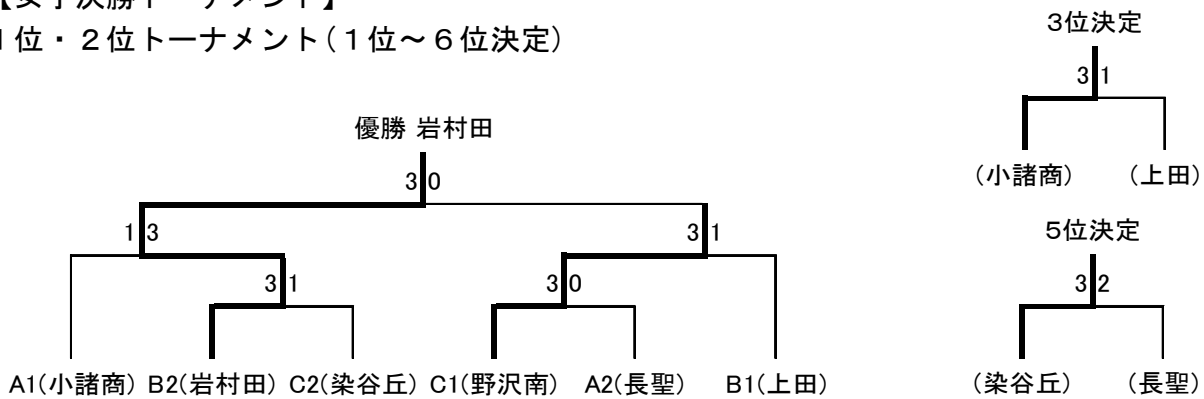 【女子決勝トーナメント】
1位・2位トーナメント(1位～6位決定)
優勝 岩村田
3 0
1 3
3 1
3 1
3 0
A1(小諸商) B2(岩村田) C2(染谷丘) C1(野沢南) A2(長聖) B1(上田)
3位決定
3 1
(小諸商) (上田)
5位決定
3 2
(染谷丘) (長聖)